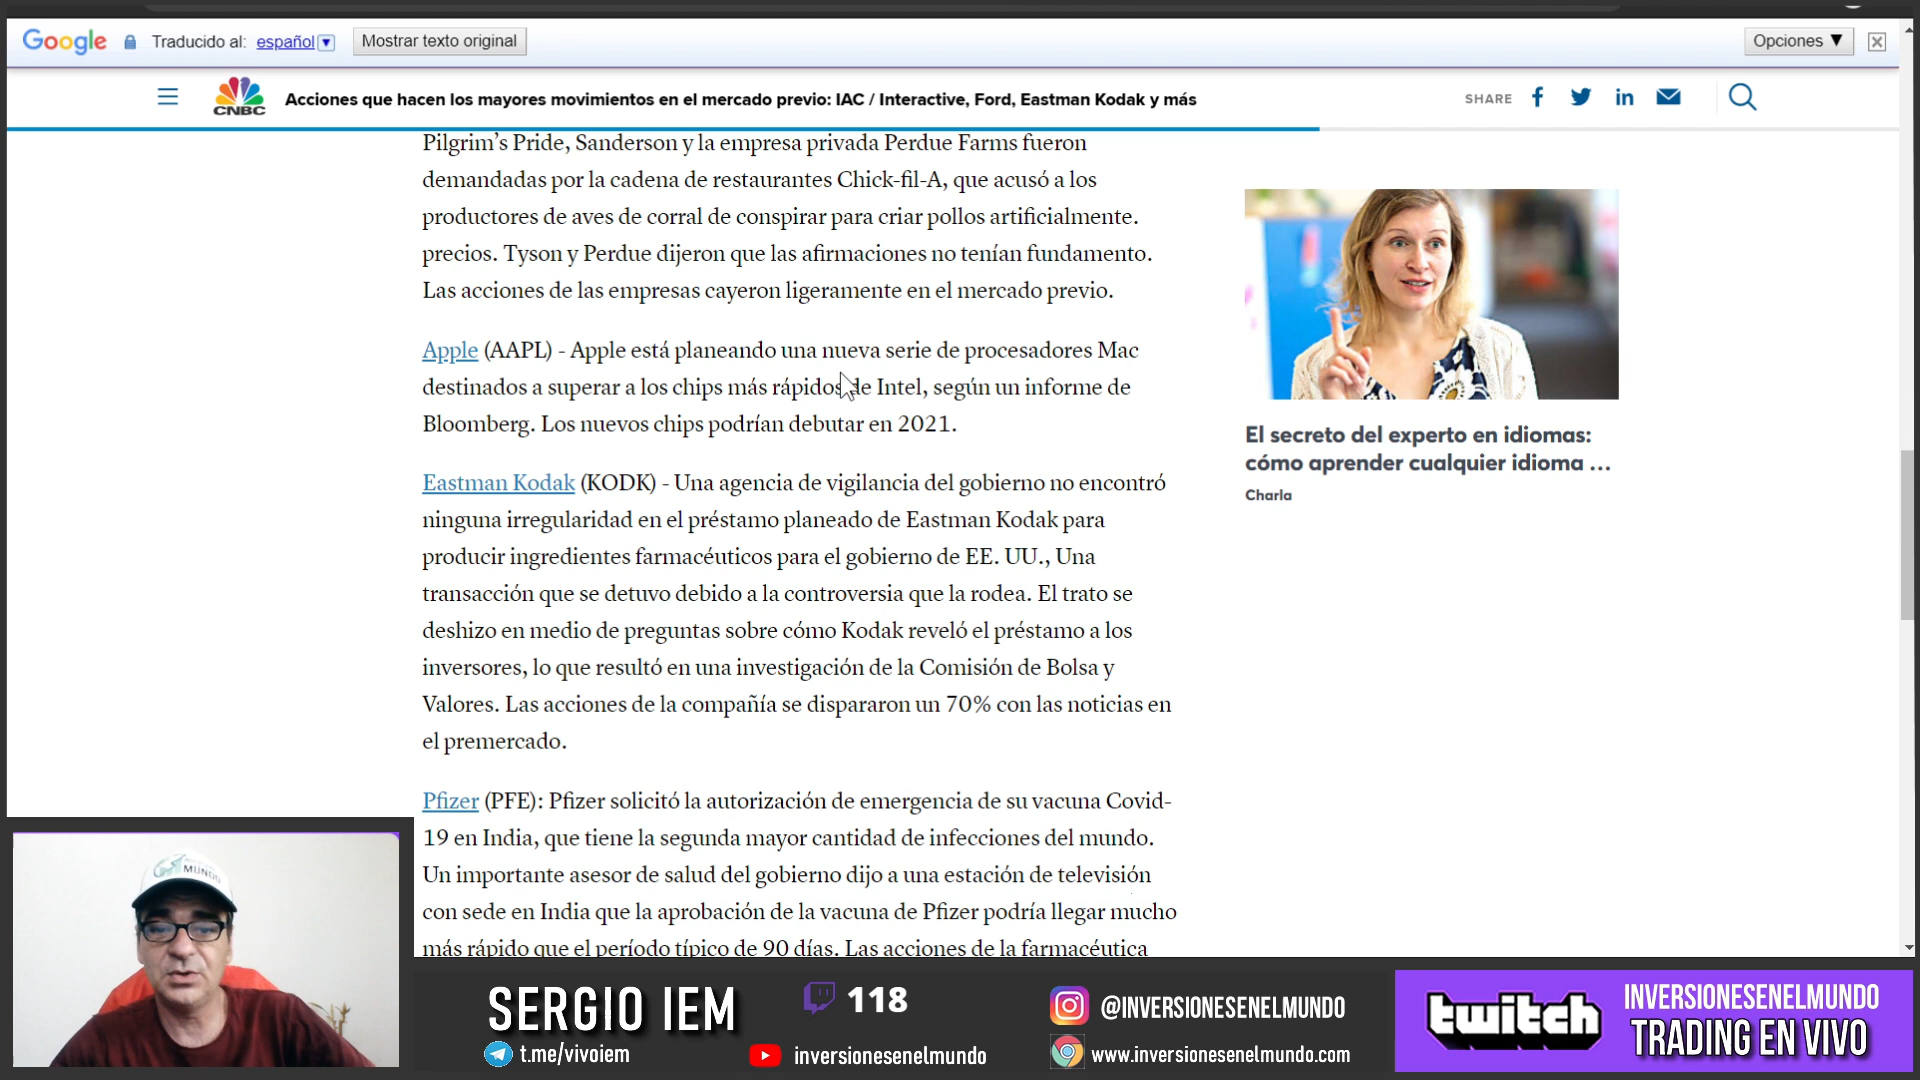 Google Traducido al: español Mostrar texto original Opciones ▼
CNBC Acciones que hacen los mayores movimientos en el mercado previo: IAC / Interactive, Ford, Eastman Kodak y más SHARE
Pilgrim’s Pride, Sanderson y la empresa privada Perdue Farms fueron
demandadas por la cadena de restaurantes Chick-fil-A, que acusó a los
productores de aves de corral de conspirar para criar pollos artificialmente.
precios. Tyson y Perdue dijeron que las afirmaciones no tenían fundamento.
Las acciones de las empresas cayeron ligeramente en el mercado previo.
Apple (AAPL) - Apple está planeando una nueva serie de procesadores Mac
destinados a superar a los chips más rápidos de Intel, según un informe de
Bloomberg. Los nuevos chips podrían debutar en 2021.
Eastman Kodak (KODK) - Una agencia de vigilancia del gobierno no encontró
ninguna irregularidad en el préstamo planeado de Eastman Kodak para
producir ingredientes farmacéuticos para el gobierno de EE. UU., Una
transacción que se detuvo debido a la controversia que la rodea. El trato se
deshizo en medio de preguntas sobre cómo Kodak reveló el préstamo a los
inversores, lo que resultó en una investigación de la Comisión de Bolsa y
Valores. Las acciones de la compañía se dispararon un 70% con las noticias en
el premercado.
Pfizer (PFE): Pfizer solicitó la autorización de emergencia de su vacuna Covid-
19 en India, que tiene la segunda mayor cantidad de infecciones del mundo.
Un importante asesor de salud del gobierno dijo a una estación de televisión
con sede en India que la aprobación de la vacuna de Pfizer podría llegar mucho
más rápido que el período típico de 90 días. Las acciones de la farmacéutica
El secreto del experto en idiomas:
cómo aprender cualquier idioma ...
Charla
MUNDO
SERGIO IEM
t.me/vivoiem
118
inversionesenelmundo
@INVERSIONESENELMUNDO
www.inversionesenelmundo.com
twitch
INVERSIONESENELMUNDO
TRADING EN VIVO